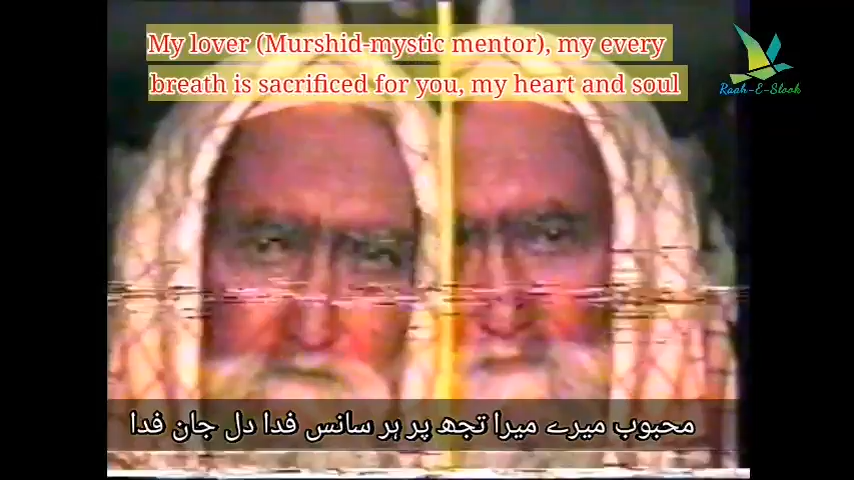 My lover (Murshid-mystic mentor), my every
breath is sacrificed for you, my heart and soul
Raah-E-Slook
محبوب میرے میرا تجھ پر ہر سانس فدا دل جان فدا